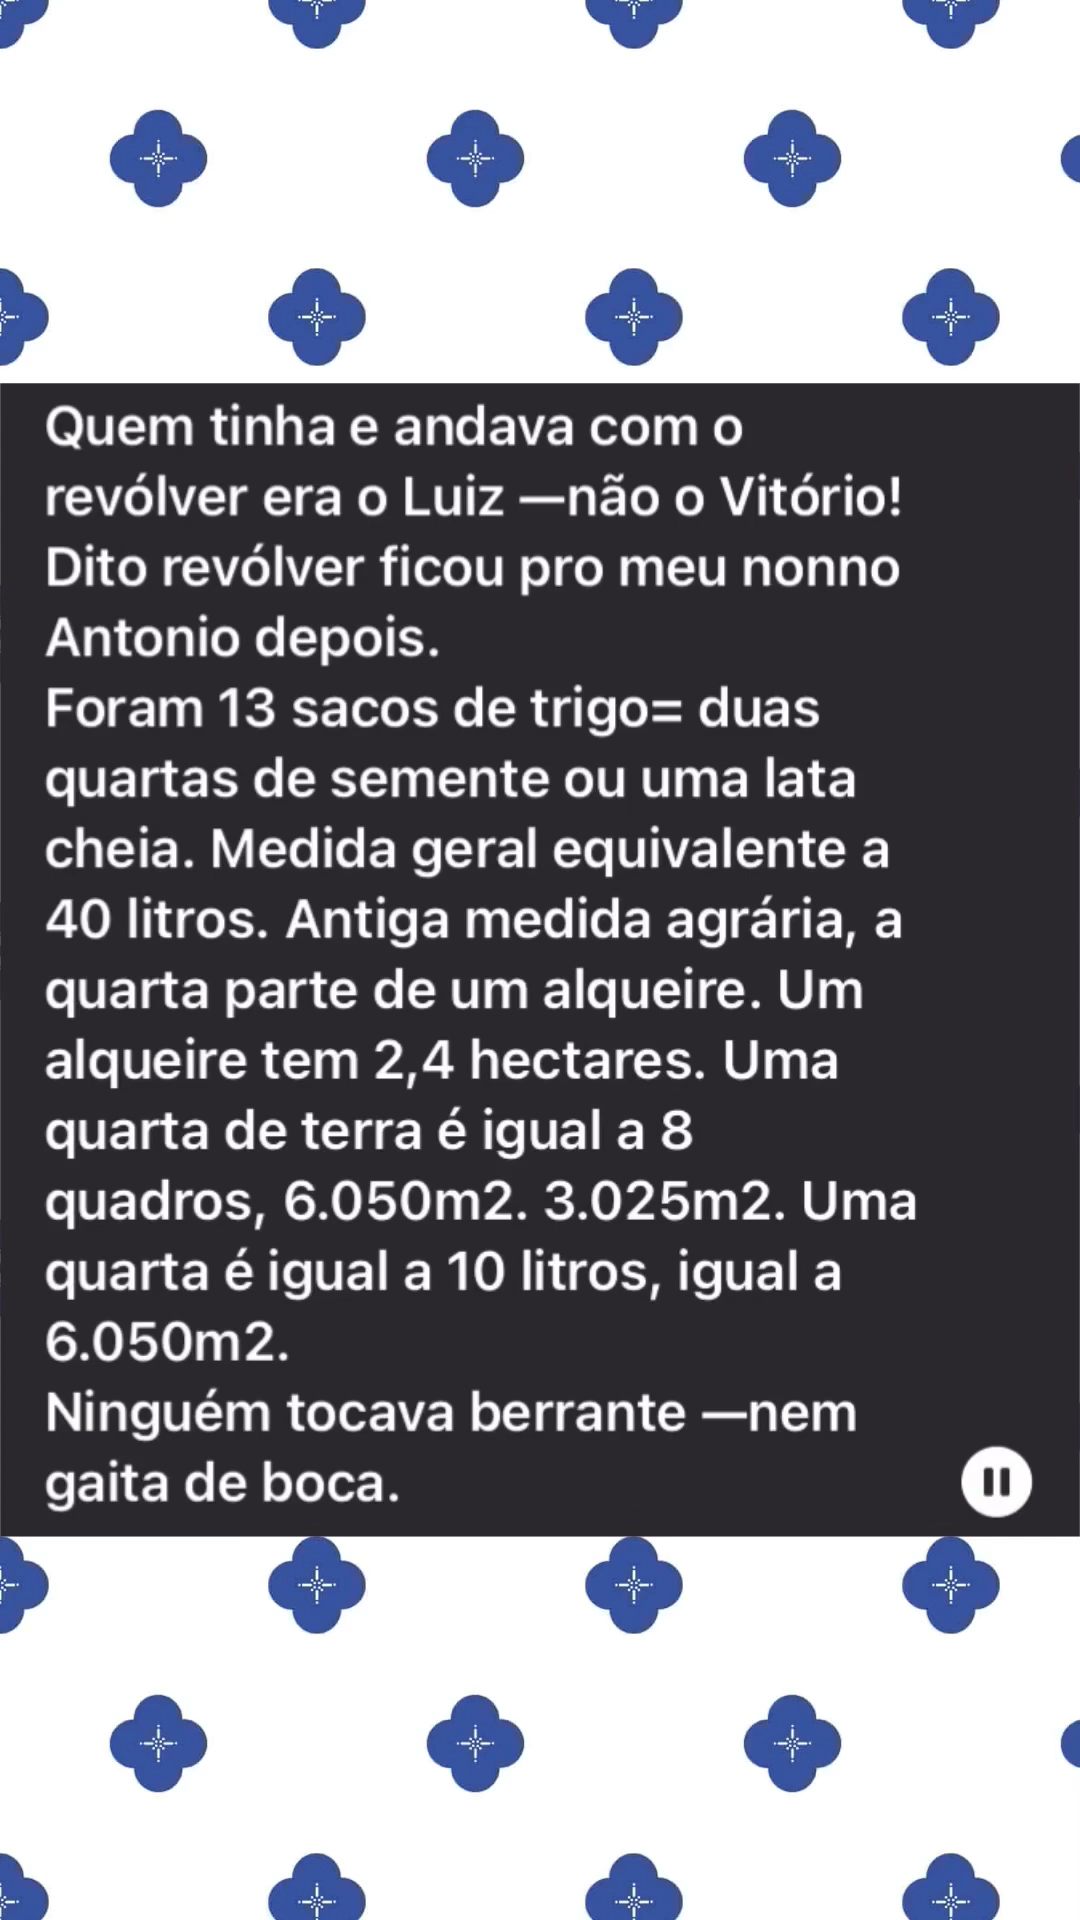 Quem tinha e andava com o
revólver era o Luiz —não o Vitório!
Dito revólver ficou pro meu nonno
Antonio depois.
Foram 13 sacos de trigo= duas
quartas de semente ou uma lata
cheia. Medida geral equivalente a
40 litros. Antiga medida agrária, a
quarta parte de um alqueire. Um
alqueire tem 2,4 hectares. Uma
quarta de terra é igual a 8
quadros, 6.050m2. 3.025m2. Uma
quarta é igual a 10 litros, igual a
6.050m2.
Ninguém tocava berrante —nem
gaita de boca.